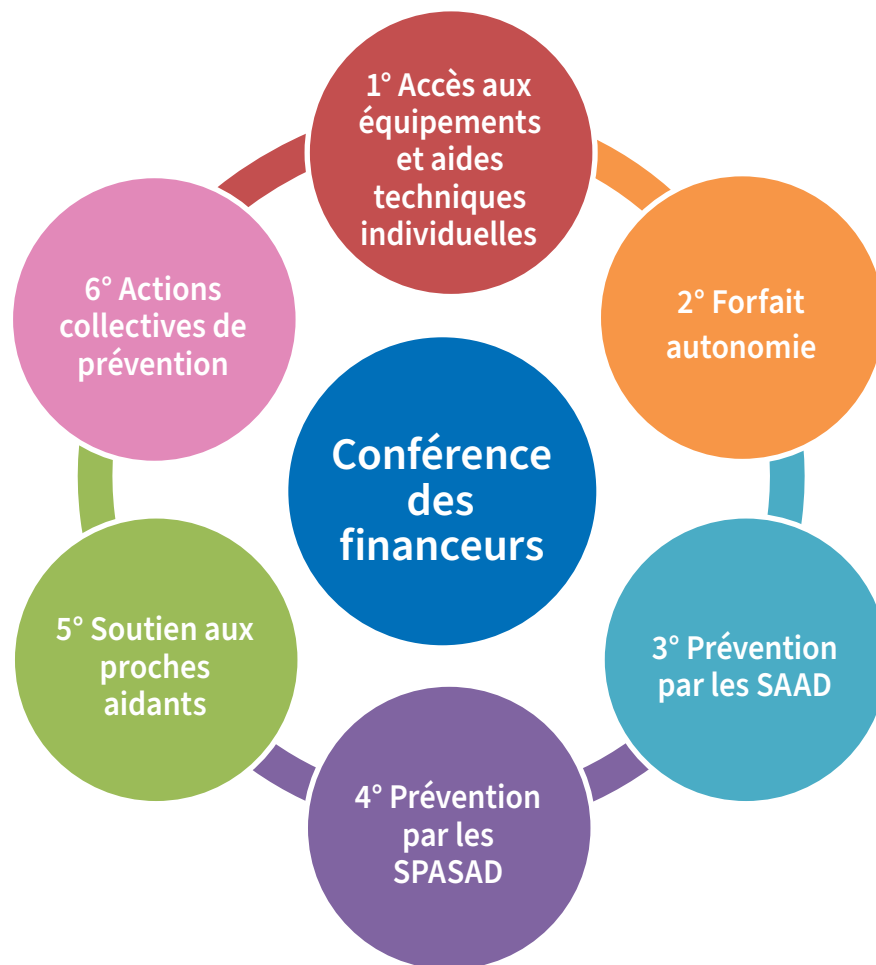 1° Accès aux
équipements
et aides
techniques
individuelles
2° Forfait
autonomie
3° Prévention
par les SAAD
4° Prévention
par les
SPASAD
5° Soutien aux
proches
aidants
6° Actions
collectives de
prévention
Conférence
des
financeurs